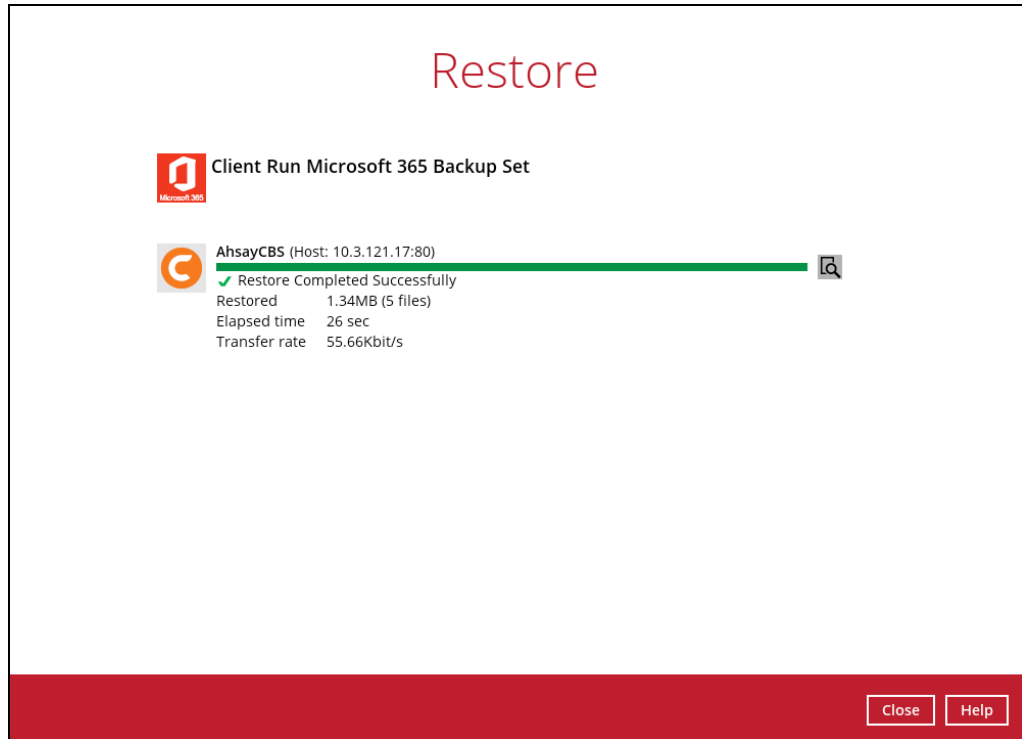 Restore
Client Run Microsoft 365 Backup Set
Microsoft 365
AhsayCBS (Host: 10.3.121.17:80)
Restore Completed Successfully
Restored 1.34MB (5 files)
Elapsed time 26 sec
Transfer rate 55.66Kbit/s
Close Help